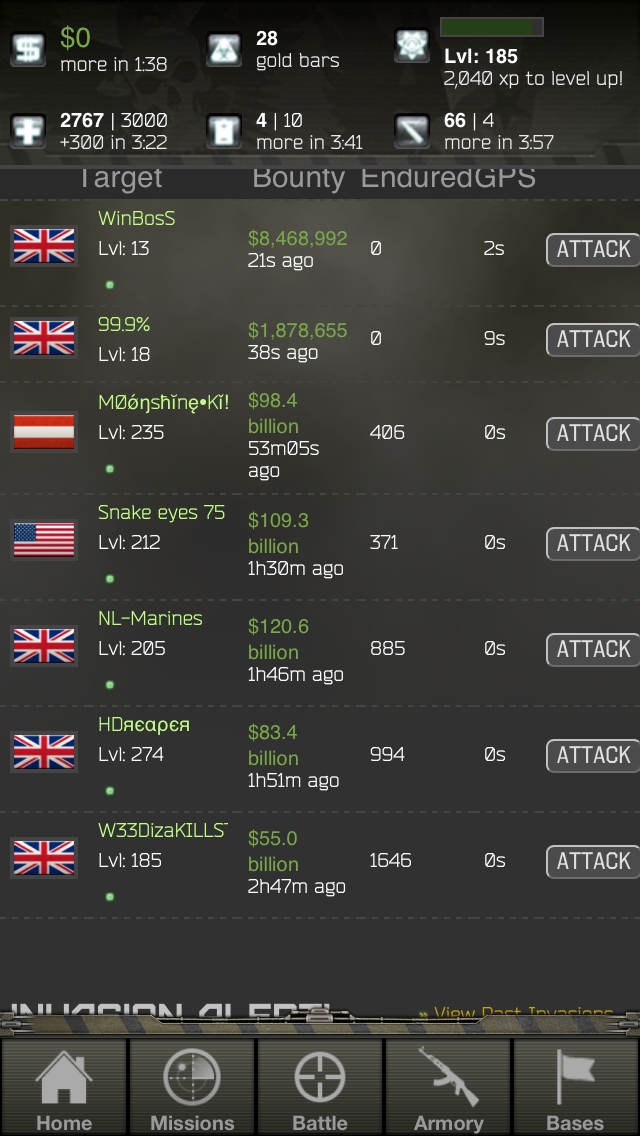 $0
more in 1:38
28
gold bars
Lvl: 185
2,040 xp to level up!
2767 | 3000
+300 in 3:22
4 | 10
more in 3:41
66 | 4
more in 3:57
Target Bounty Endured GPS
WinBosS
Lvl: 13
$8,468,992
21s ago
0
2s
ATTACK
99.9%
Lvl: 18
$1,878,655
38s ago
0
9s
ATTACK
MØǿŋsħĭnę•Kĭ!
Lvl: 235
$98.4
billion
53m05s
ago
406
0s
ATTACK
Snake eyes 75
Lvl: 212
$109.3
billion
1h30m ago
371
0s
ATTACK
NL-Marines
Lvl: 205
$120.6
billion
1h46m ago
885
0s
ATTACK
HDяєαρєя
Lvl: 274
$83.4
billion
1h51m ago
994
0s
ATTACK
W33DizaKILLS
Lvl: 185
$55.0
billion
2h47m ago
1646
0s
ATTACK
INVASION ALERT!
» View Past Invasions
Home Missions Battle Armory Bases